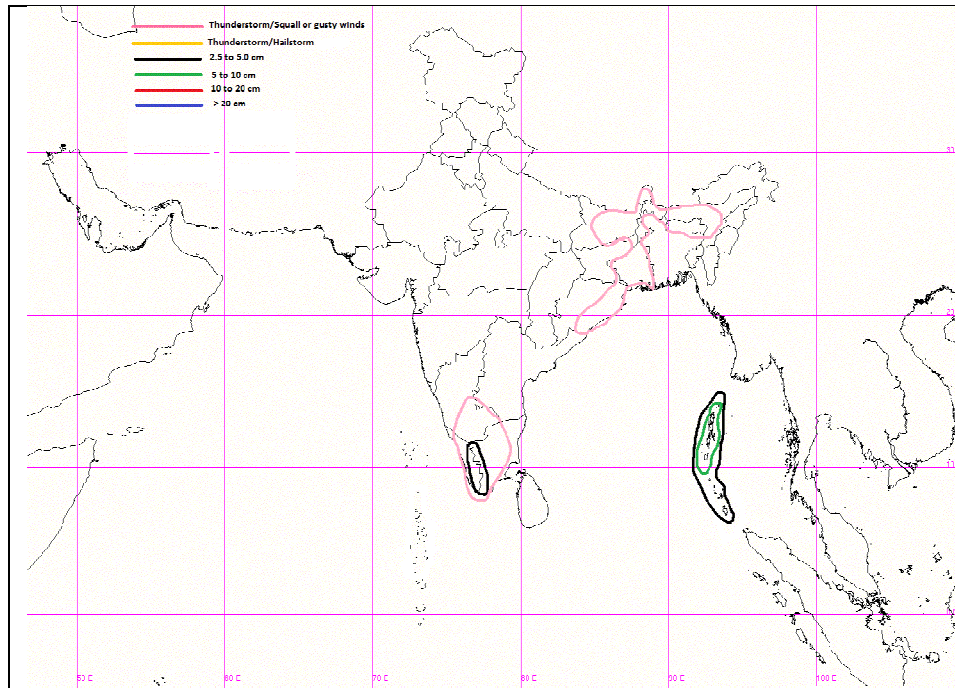 Thunderstorm/Squall or gusty winds
Thunderstorm/Hailstorm
2.5 to 5.0 cm
5 to 10 cm
10 to 20 cm
> 20 cm
50 E
60 E
70 E
80 E
90 E
100 E